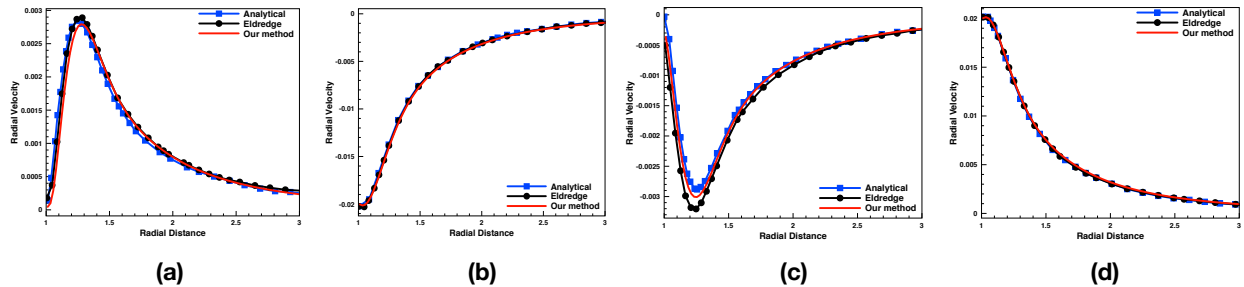 0.003
0.0025
0.002
0.0015
0.001
0.0005
0
Radial Velocity
1 1.5 2 2.5 3
Radial Distance
Analytical
Eldredge
Our method
(a)
-0.005
-0.01
-0.015
-0.02
Radial Velocity
1 1.5 2 2.5 3
Radial Distance
Analytical
Eldredge
Our method
(b)
0
-0.0005
-0.001
-0.0015
-0.002
-0.0025
-0.003
Radial Velocity
1 1.5 2 2.5 3
Radial Distance
Analytical
Eldredge
Our method
(c)
0.02
0.015
0.01
0.005
0
Radial Velocity
1 1.5 2 2.5 3
Radial Distance
Analytical
Eldredge
Our method
(d)